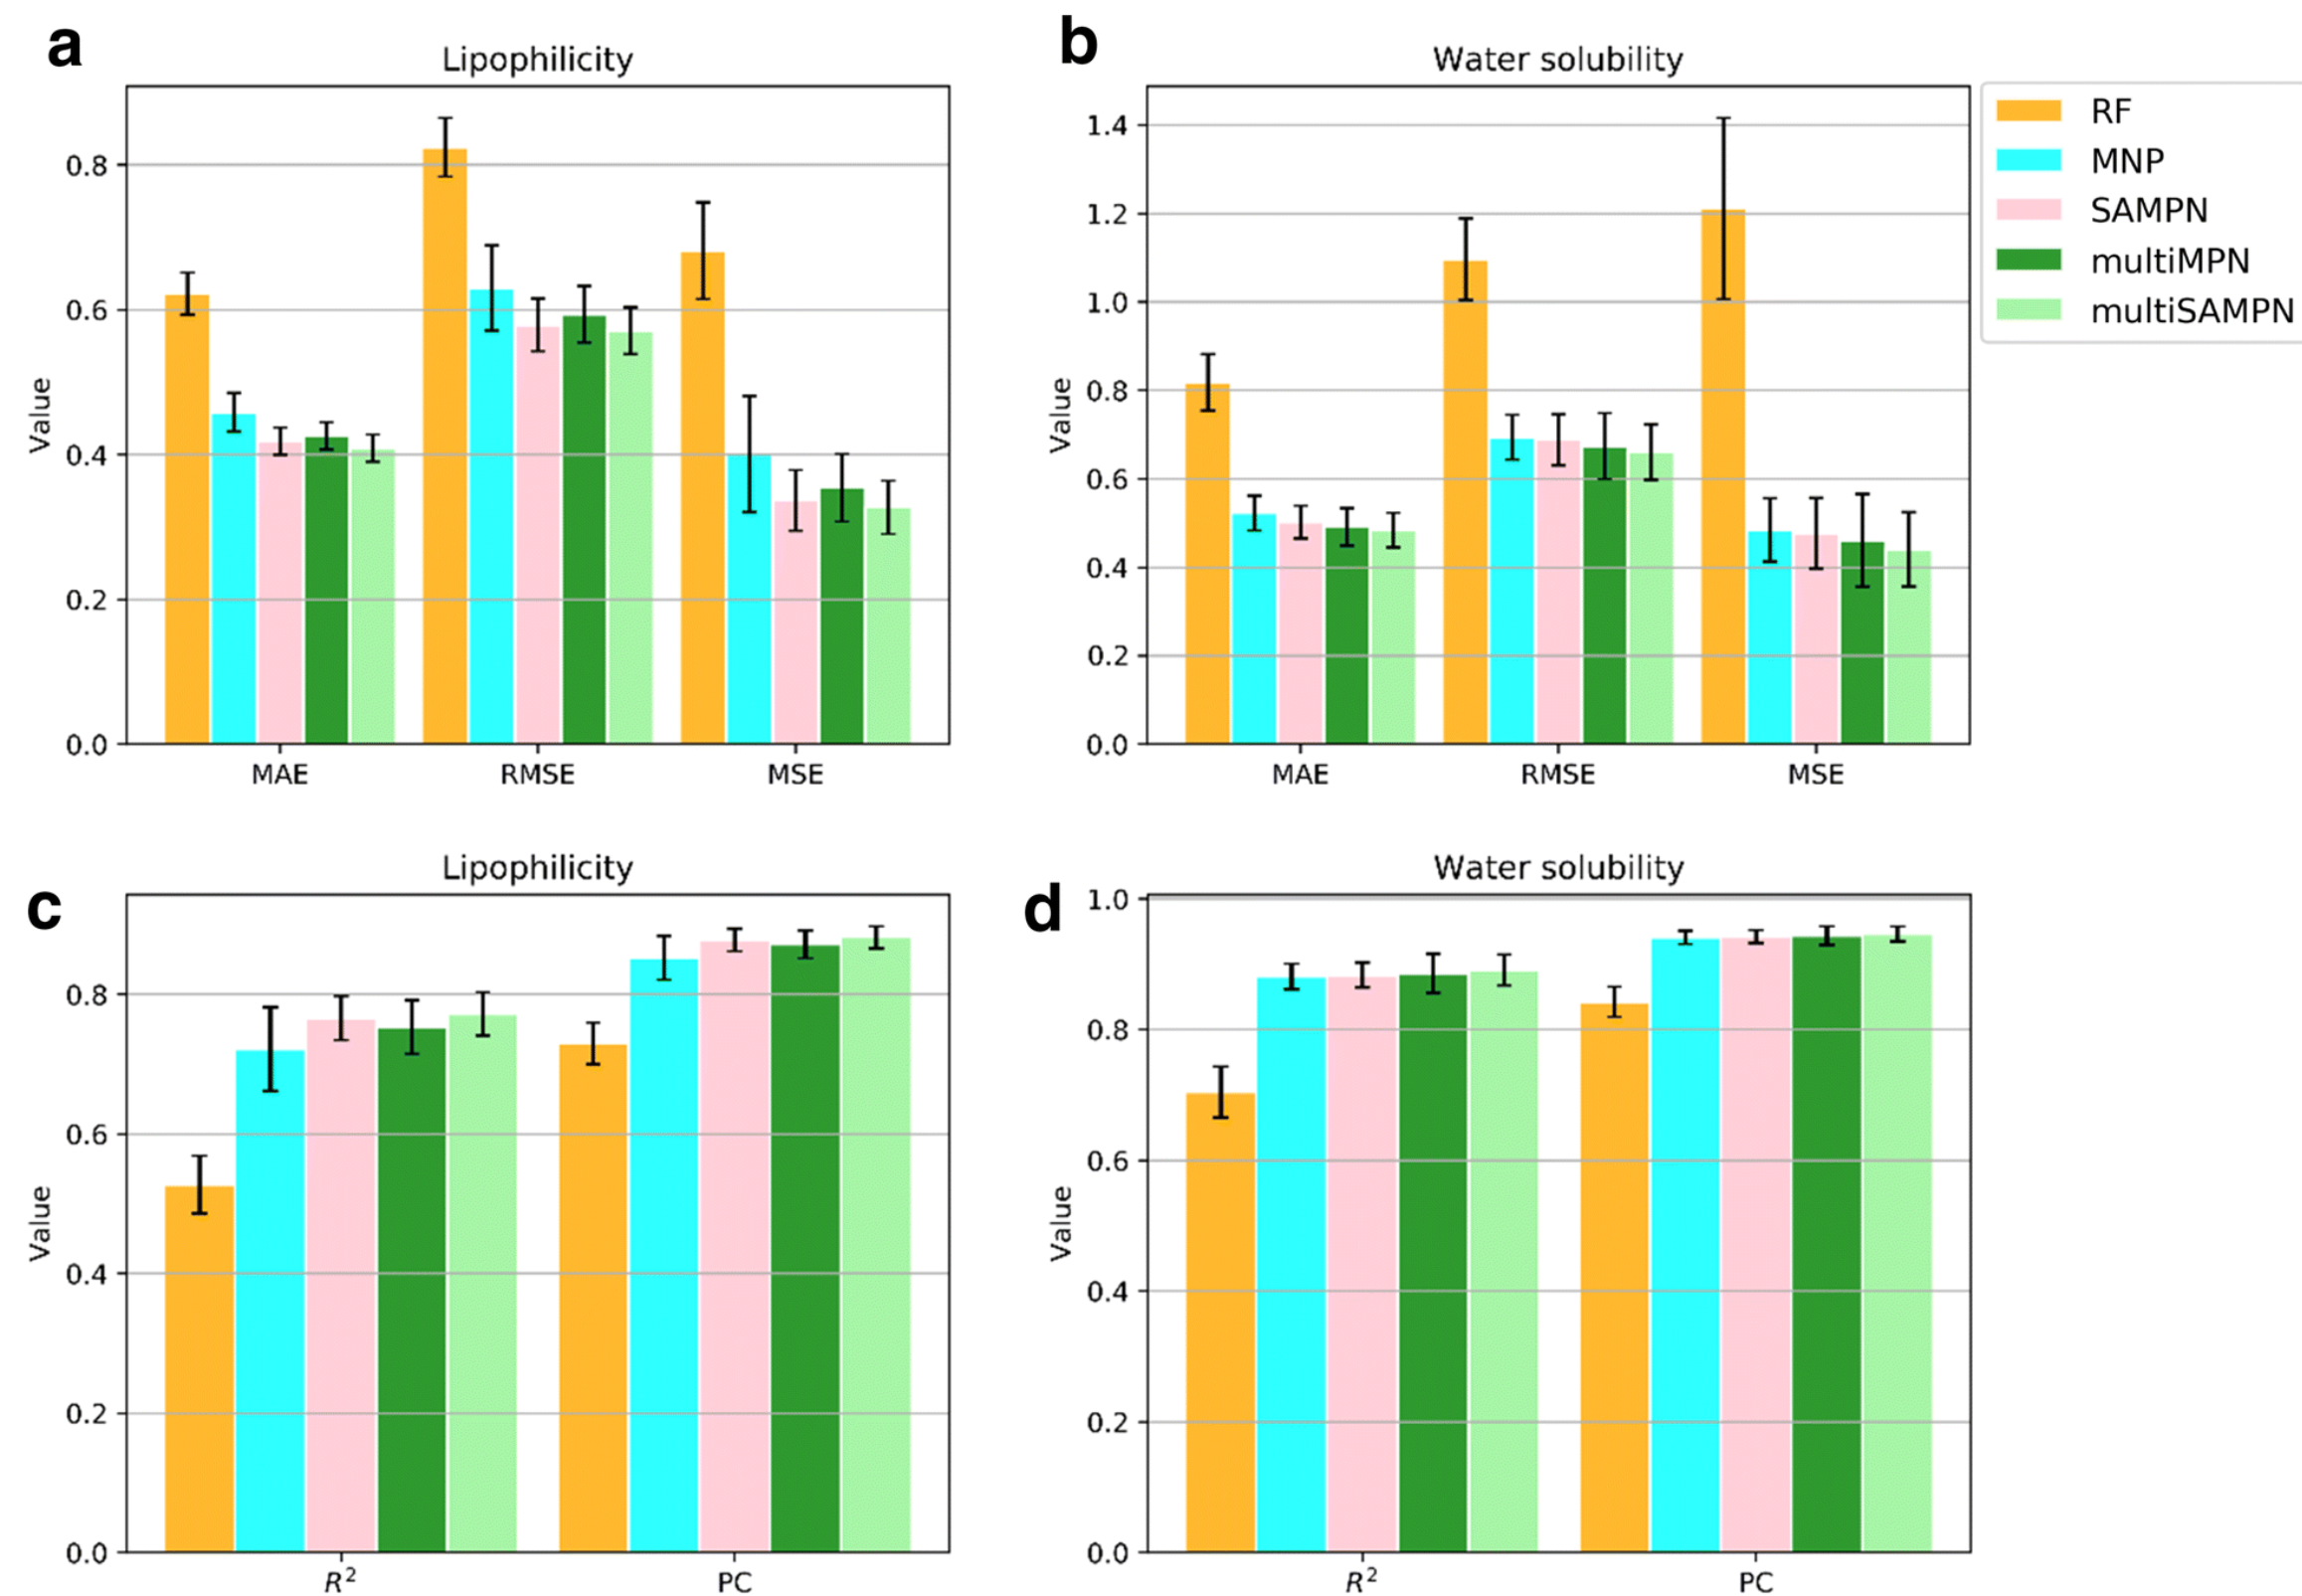 a
Lipophilicity
Value
0.8
0.6
0.4
0.2
0.0
MAE RMSE MSE
b
Water solubility
Value
1.4
1.2
1.0
0.8
0.6
0.4
0.2
0.0
MAE RMSE MSE
RF
MNP
SAMPN
multiMPN
multiSAMPN
c
Lipophilicity
Value
0.8
0.6
0.4
0.2
0.0
R² PC
d
Water solubility
Value
1.0
0.8
0.6
0.4
0.2
0.0
R² PC